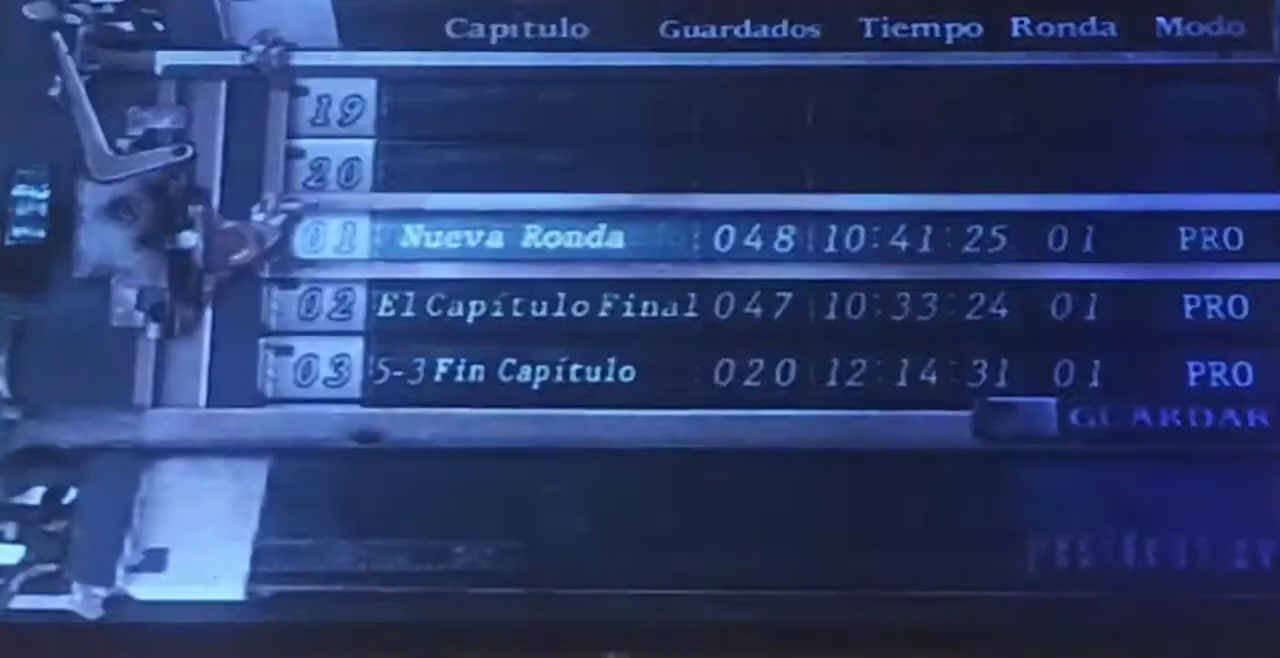 Capítulo Guardados Tiempo Ronda Modo
19
20
01 Nueva Ronda 048 10:41:25 01 PRO
02 El Capítulo Final 047 10:33:24 01 PRO
03 5-3 Fin Capítulo 020 12:14:31 01 PRO
GUARDAR